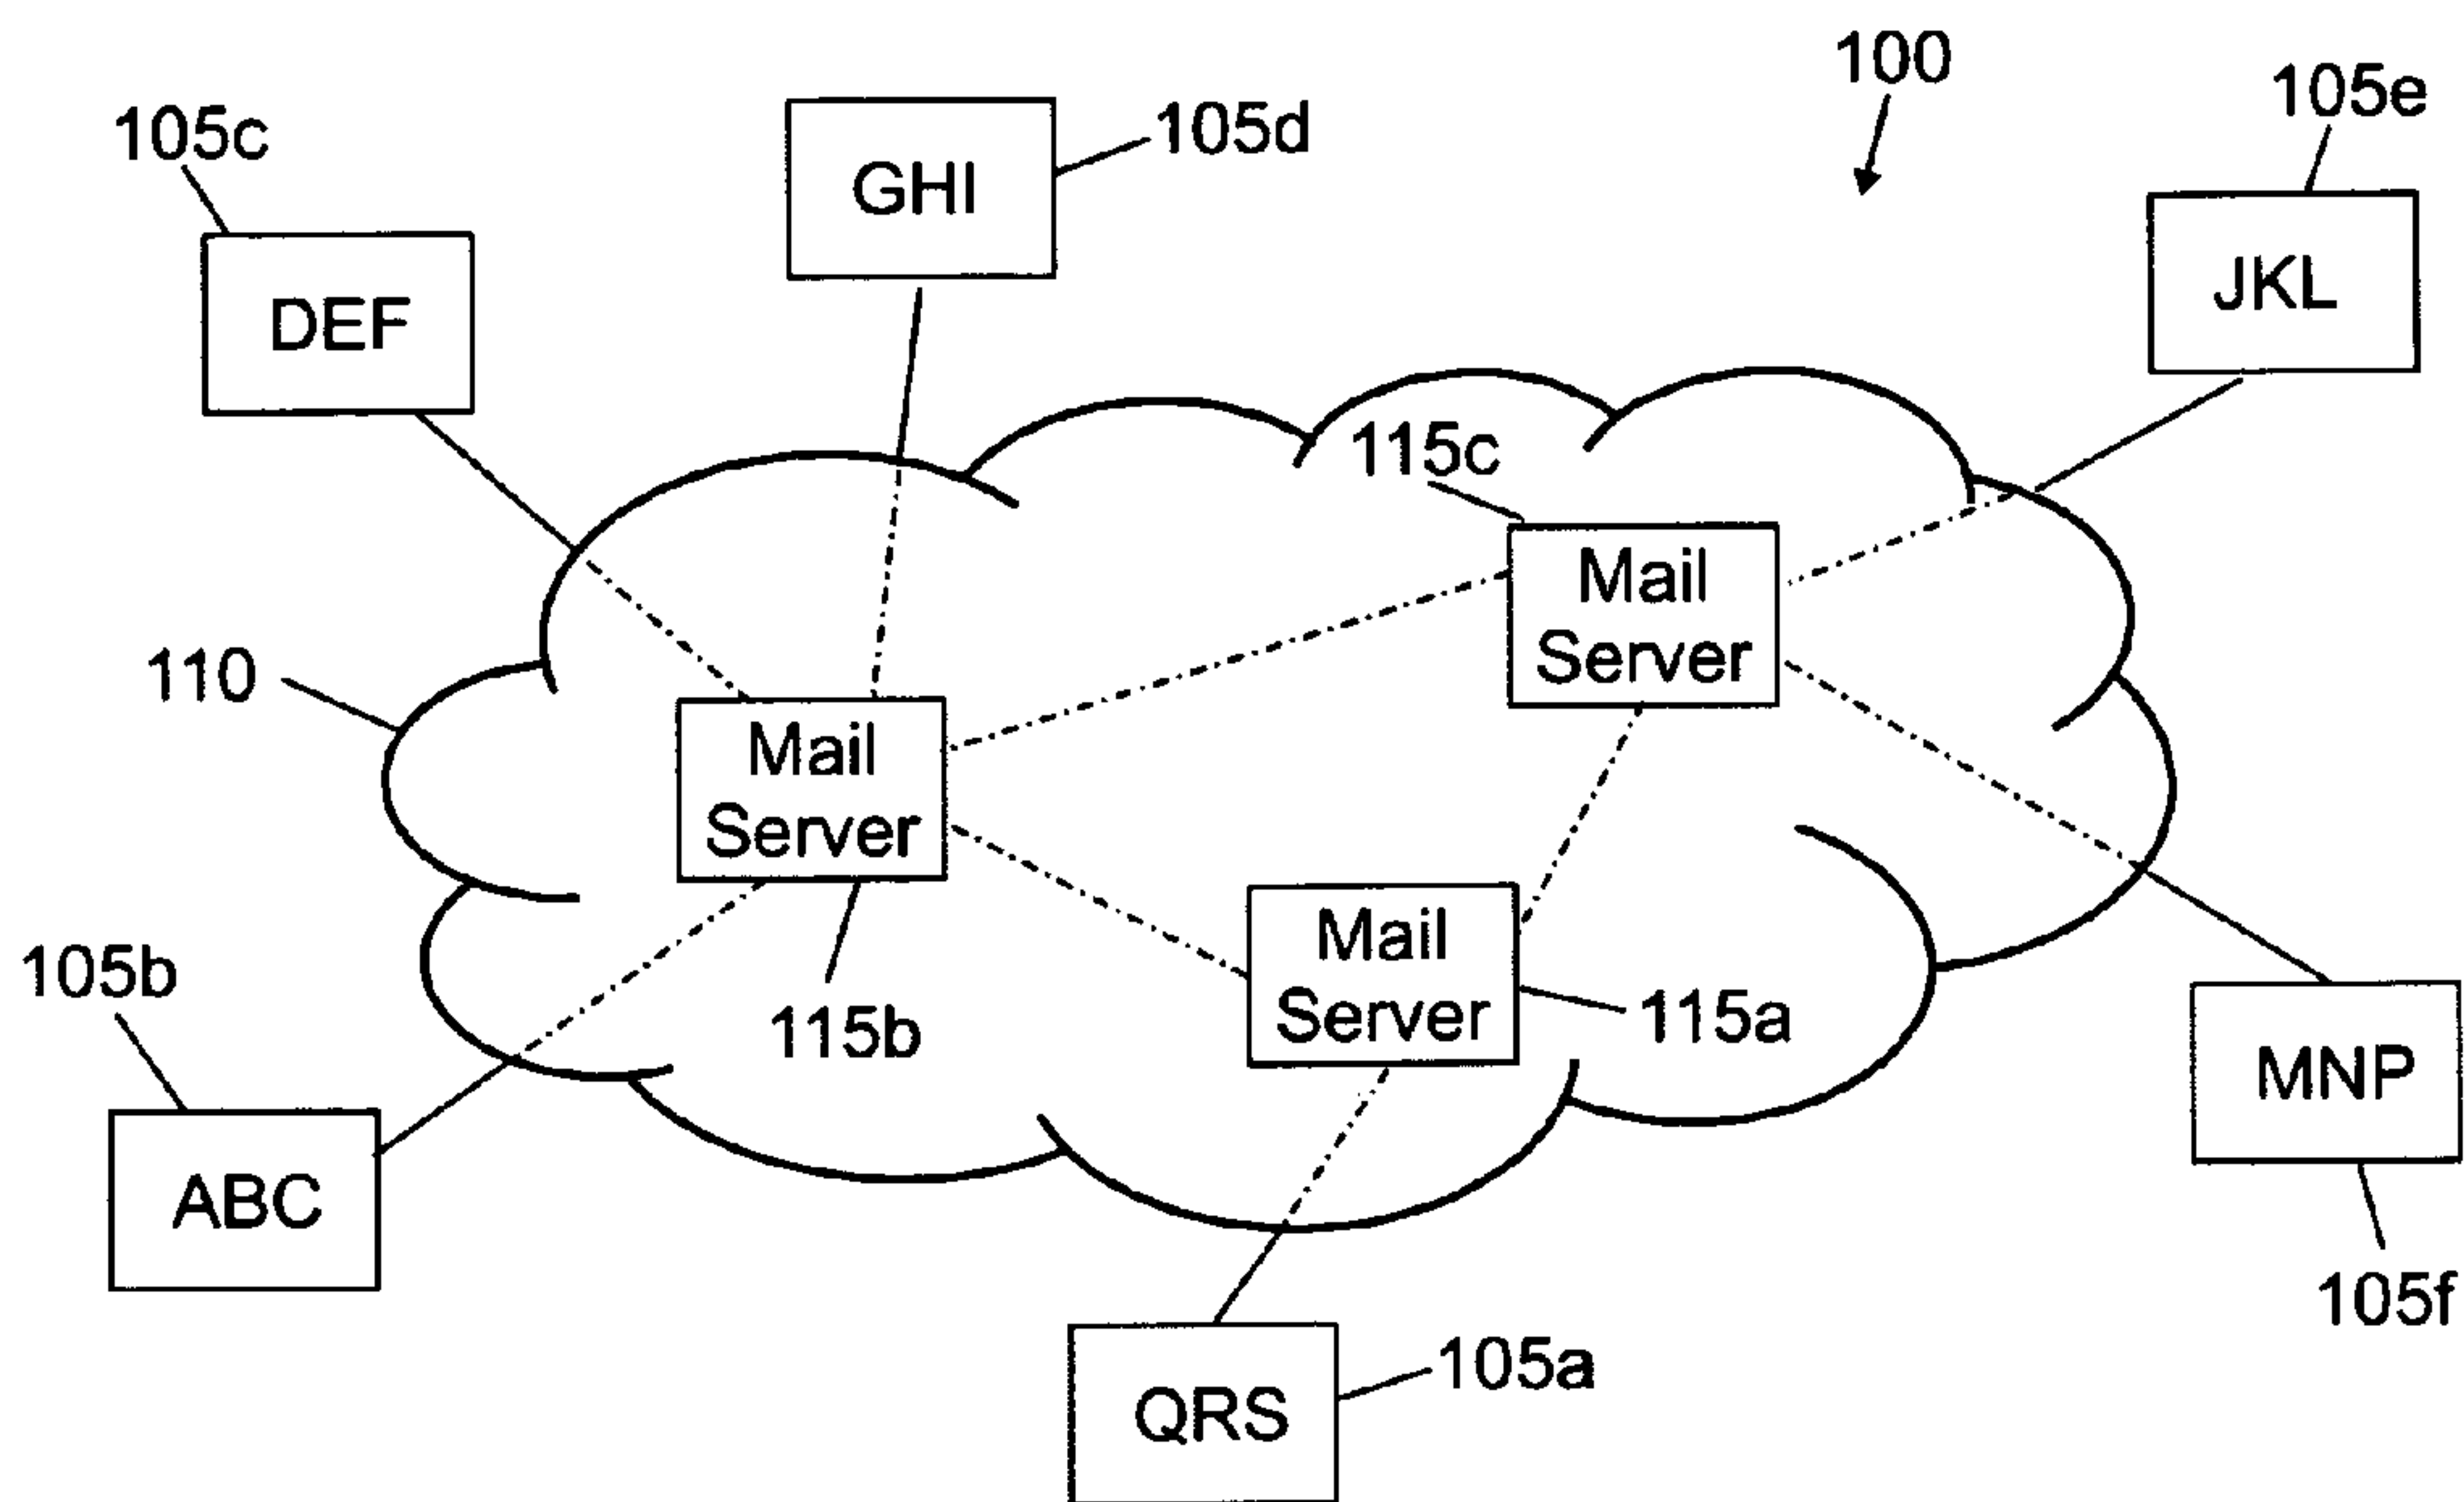 100
105e
105c
105d
GHI
JKL
DEF
115c
Mail
Server
110
Mail
Server
Mail
Server
105b
115b
115a
MNP
ABC
105f
105a
QRS